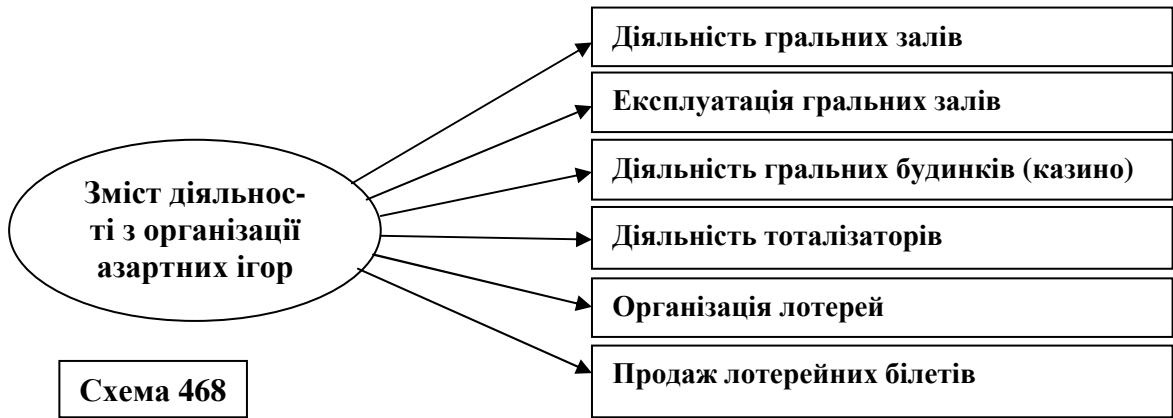 Діяльність гральних залів
Експлуатація гральних залів
Діяльність гральних будинків (казино)
Зміст діяльнос-
ті з організації
азартних ігор
Діяльність тоталізаторів
Організація лотерей
Продаж лотерейних білетів
Схема 468